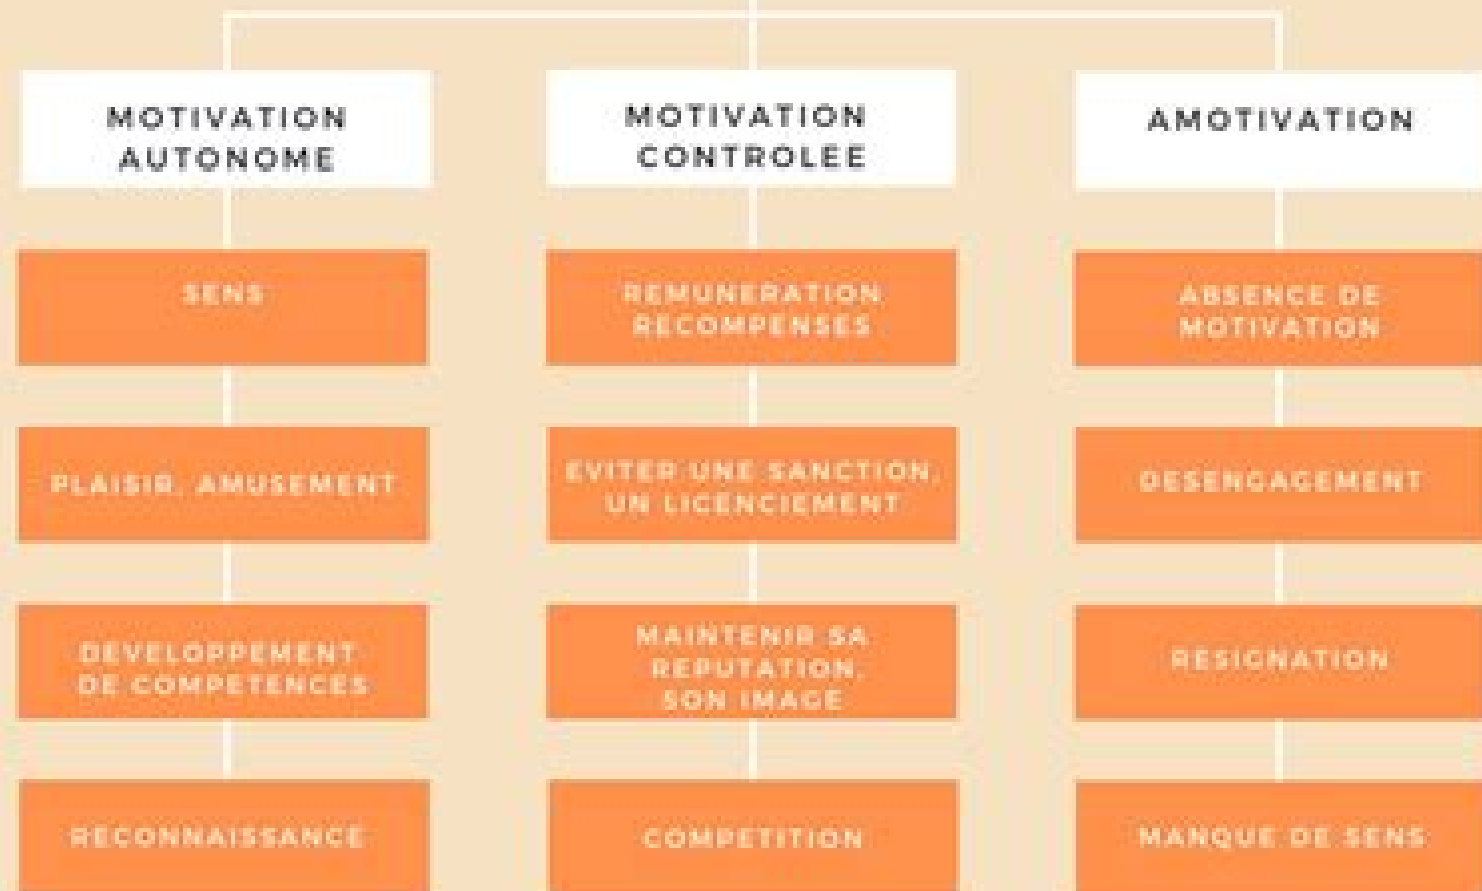 MOTIVATION
AUTONOME
SENS
PLAISIR, AMUSEMENT
DEVELOPPEMENT
DE COMPETENCES
RECONNAISSANCE
MOTIVATION
CONTROLEE
REMUNERATION
RECOMPENSES
EVITER UNE SANCTION,
UN LICENCIEMENT
MAINTENIR SA
REPUTATION,
SON IMAGE
COMPETITION
AMOTIVATION
ABSENCE DE
MOTIVATION
DESENGAGEMENT
RESIGNATION
MANQUE DE SENS